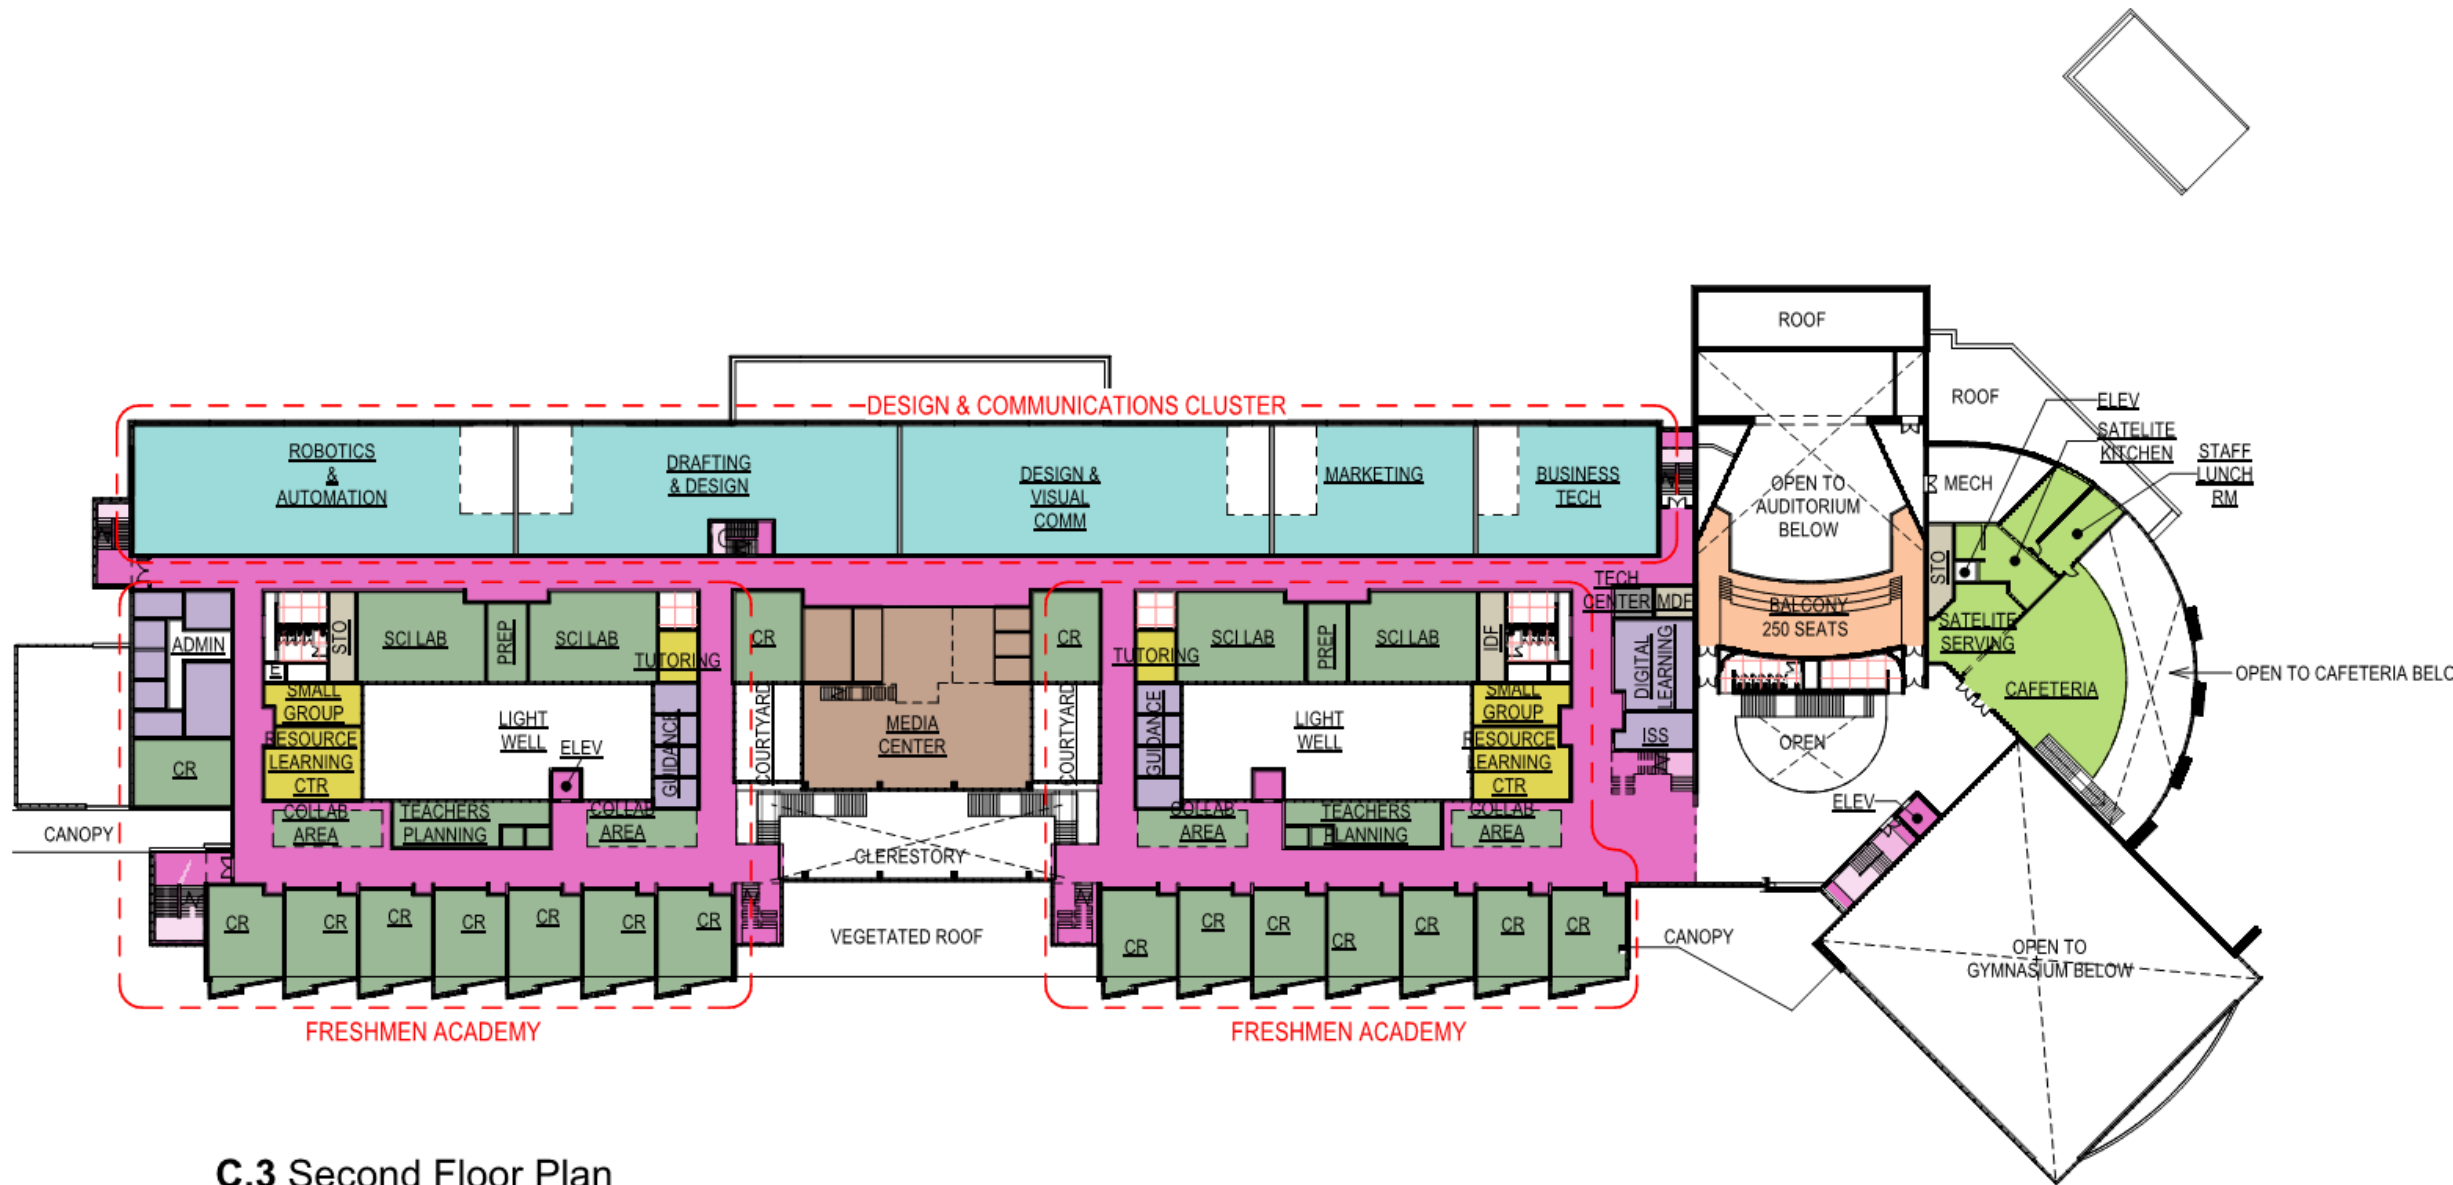 ROOF
ROOF
ELEV
SATELITE
KITCHEN
STAFF
LUNCH
RM
DESIGN & COMMUNICATIONS CLUSTER
ROBOTICS
&
AUTOMATION
DRAFTING
& DESIGN
DESIGN &
VISUAL
COMM
MARKETING
BUSINESS
TECH
OPEN TO
AUDITORIUM
BELOW
MECH
STO
TECH
CENTER
MDF
BALCONY
250 SEATS
SATELITE
SERVING
ADMIN
STO
SCI LAB
PREP
SCI LAB
TUTORING
CR
CR
TUTORING
SCI LAB
PREP
SCI LAB
IDF
DIGITAL
LEARNING
OPEN TO CAFETERIA BELO
CAFETERIA
SMALL
GROUP
RESOURCE
LEARNING
CTR
LIGHT
WELL
ELEV
GUIDANCE
COURTYARD
MEDIA
CENTER
COURTYARD
GUIDANCE
LIGHT
WELL
SMALL
GROUP
RESOURCE
LEARNING
CTR
ISS
OPEN
CR
ELEV
CANOPY
COLLAB
AREA
TEACHERS
PLANNING
COLLAB
AREA
CLERESTORY
COLLAB
AREA
TEACHERS
PLANNING
COLLAB
AREA
CR
CR
CR
CR
CR
CR
CR
VEGETATED ROOF
CR
CR
CR
CR
CR
CR
CR
CANOPY
OPEN TO
GYMNASIUM BELOW
FRESHMEN ACADEMY
FRESHMEN ACADEMY
C.3 Second Floor Plan